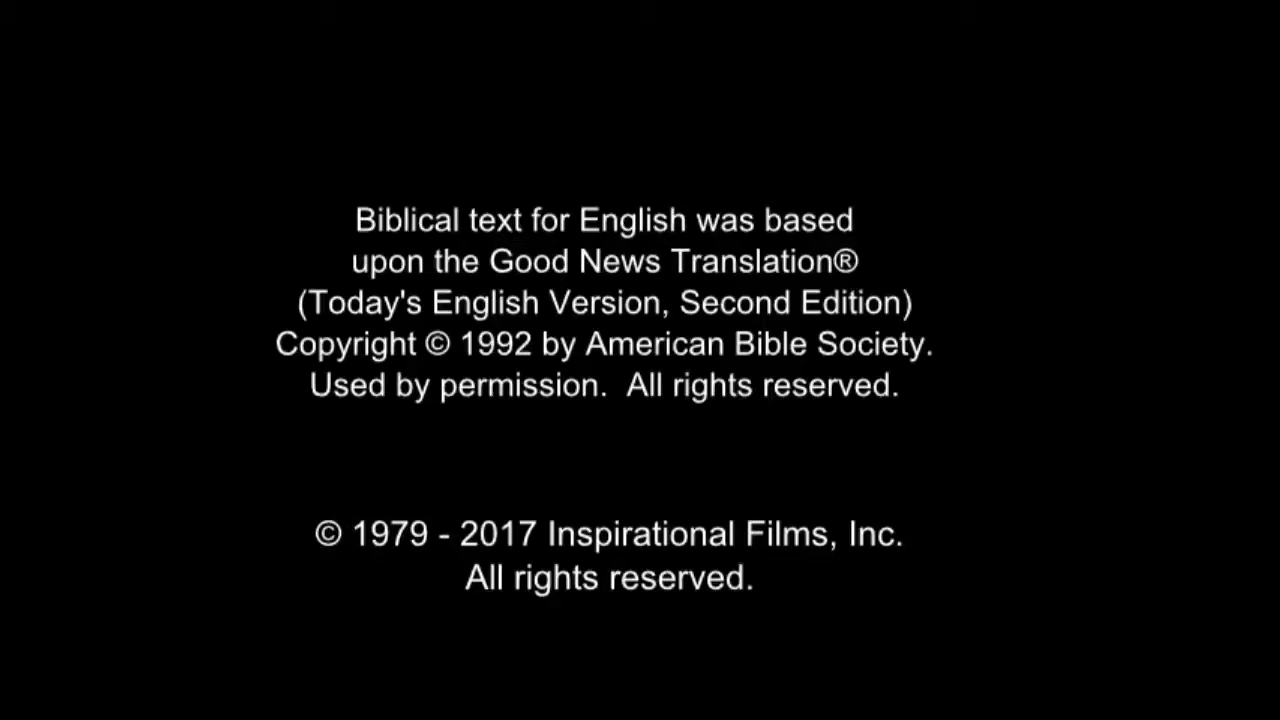 Biblical text for English was based
upon the Good News Translation®
(Today's English Version, Second Edition)
Copyright © 1992 by American Bible Society.
Used by permission.  All rights reserved.
© 1979 - 2017 Inspirational Films, Inc.
All rights reserved.